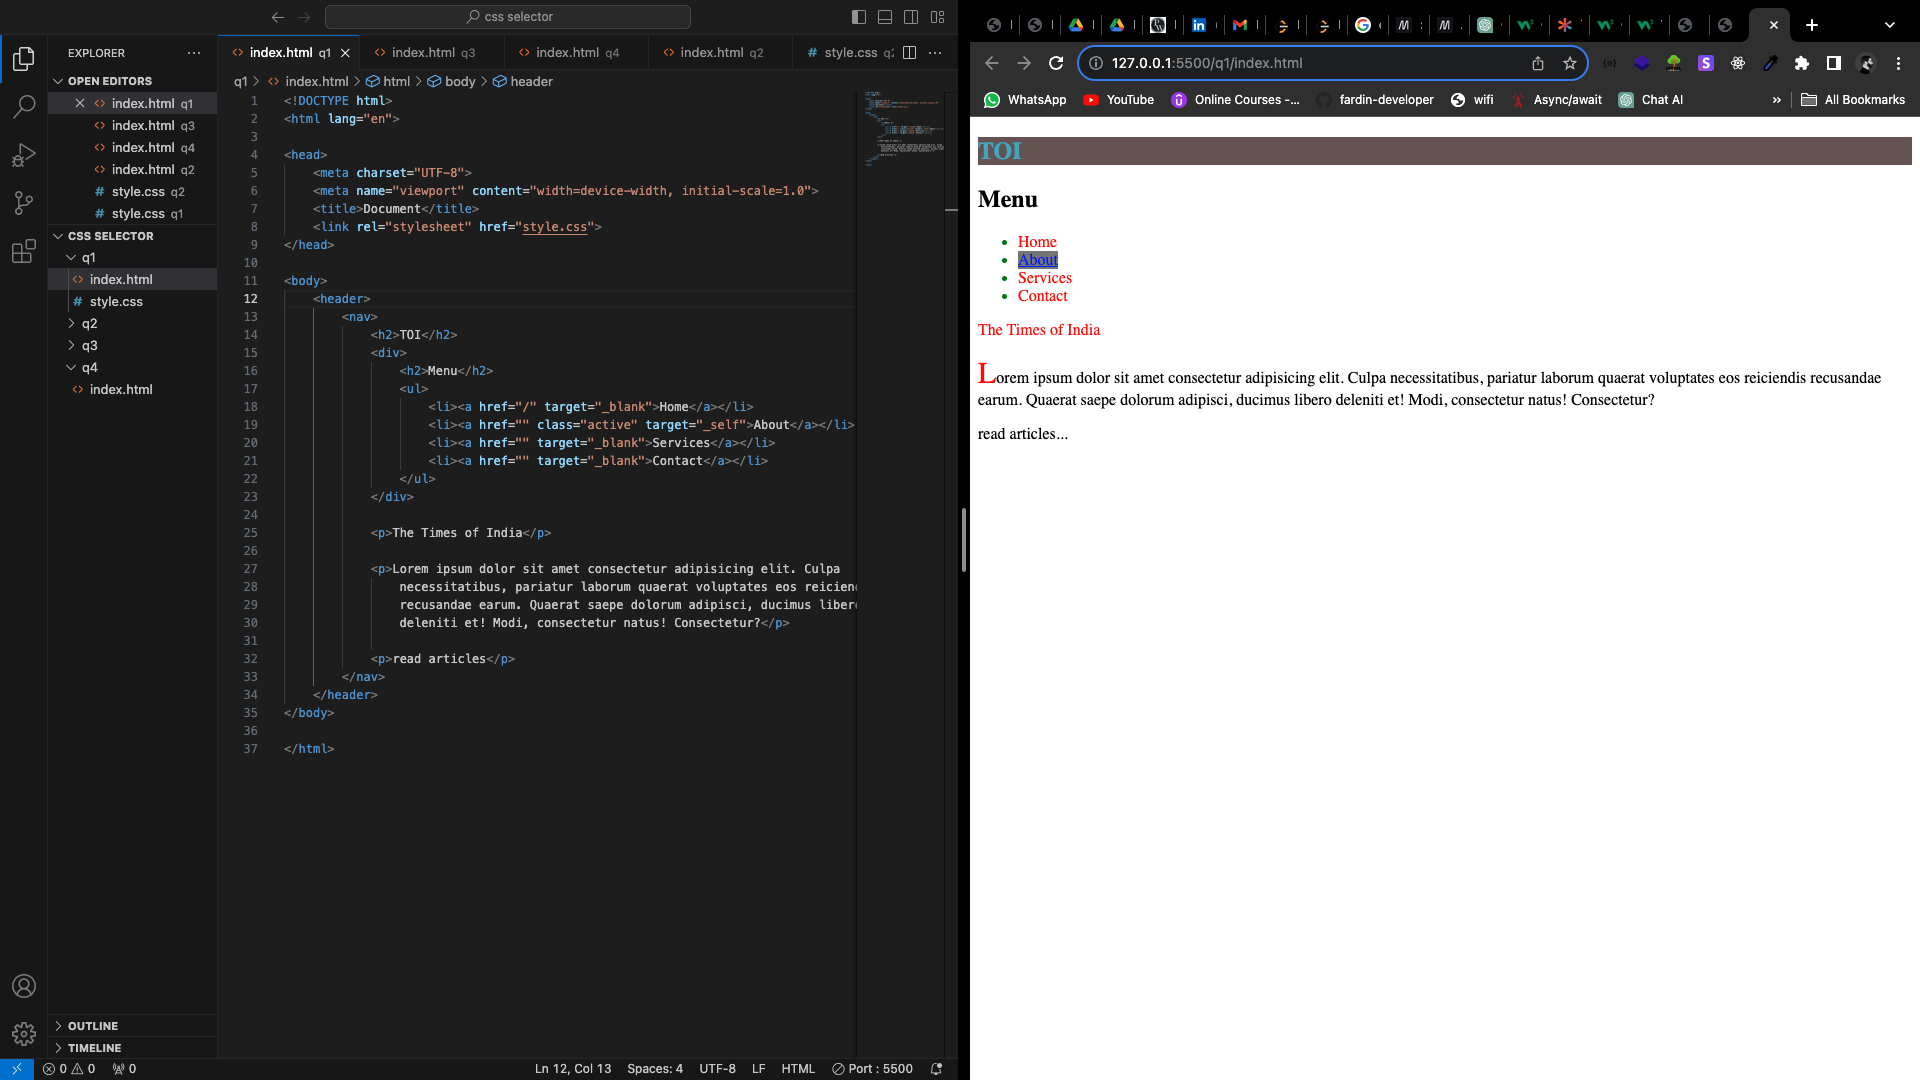 css selector
EXPLORER
index.html q1
index.html q3
index.html q4
index.html q2
style.css
q1 > index.html > html > body > header
OPEN EDITORS
index.html q1
index.html q3
index.html q4
index.html q2
style.css q2
style.css q1
CSS SELECTOR
q1
index.html
style.css
q2
q3
q4
index.html
OUTLINE
TIMELINE
1 <!DOCTYPE html>
2 <html lang="en">
3
4 <head>
5 <meta charset="UTF-8">
6 <meta name="viewport" content="width=device-width, initial-scale=1.0">
7 <title>Document</title>
8 <link rel="stylesheet" href="style.css">
9 </head>
10
11 <body>
12 <header>
13 <nav>
14 <h2>TOI</h2>
15 <div>
16 <h2>Menu</h2>
17 <ul>
18 <li><a href="/" target="_blank">Home</a></li>
19 <li><a href="" class="active" target="_self">About</a></li>
20 <li><a href="" target="_blank">Services</a></li>
21 <li><a href="" target="_blank">Contact</a></li>
22 </ul>
23 </div>
24
25 <p>The Times of India</p>
26
27 <p>Lorem ipsum dolor sit amet consectetur adipisicing elit. Culpa
28 necessitatibus, pariatur laborum quaerat voluptates eos reicien
29 recusandae earum. Quaerat saepe dolorum adipisci, ducimus liber
30 deleniti et! Modi, consectetur natus! Consectetur?</p>
31
32 <p>read articles</p>
33 </nav>
34 </header>
35 </body>
36
37 </html>
0 0 0
Ln 12, Col 13 Spaces: 4 UTF-8 LF HTML Port : 5500
127.0.0.1:5500/q1/index.html
WhatsApp YouTube Online Courses -... fardin-developer wifi Async/await Chat AI » All Bookmarks
TOI
Menu
Home
About
Services
Contact
The Times of India
Lorem ipsum dolor sit amet consectetur adipisicing elit. Culpa necessitatibus, pariatur laborum quaerat voluptates eos reiciendis recusandae
earum. Quaerat saepe dolorum adipisci, ducimus libero deleniti et! Modi, consectetur natus! Consectetur?
read articles...